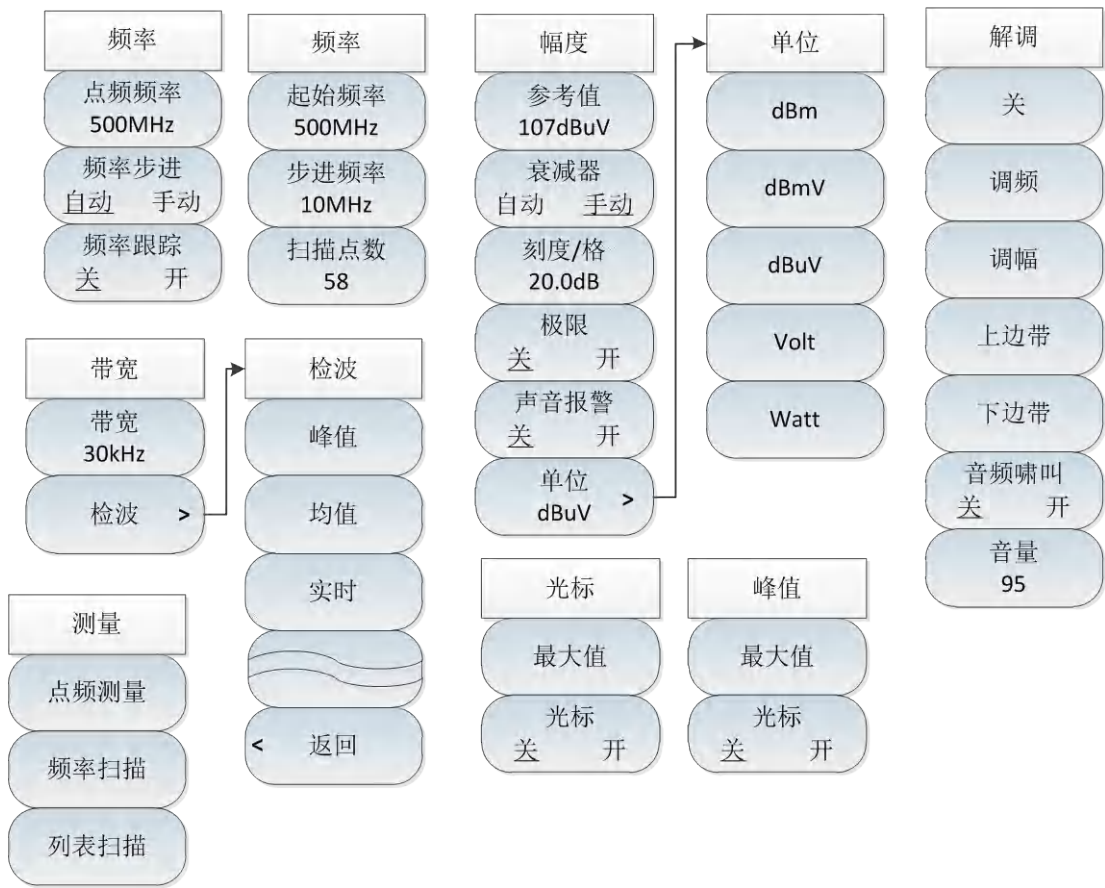 频率
点频频率
500MHz
频率步进
自动 手动
频率跟踪
关 开
频率
起始频率
500MHz
步进频率
10MHz
扫描点数
58
幅度
参考值
107dBuV
衰减器
自动 手动
刻度/格
20.0dB
极限
关 开
声音报警
关 开
单位
dBuV >
单位
dBm
dBmV
dBuV
Volt
Watt
解调
关
调频
调幅
上边带
下边带
音频啸叫
关 开
音量
95
带宽
带宽
30kHz
检波 >
检波
峰值
均值
实时
< 返回
测量
点频测量
频率扫描
列表扫描
光标
最大值
光标
关 开
峰值
最大值
光标
关 开